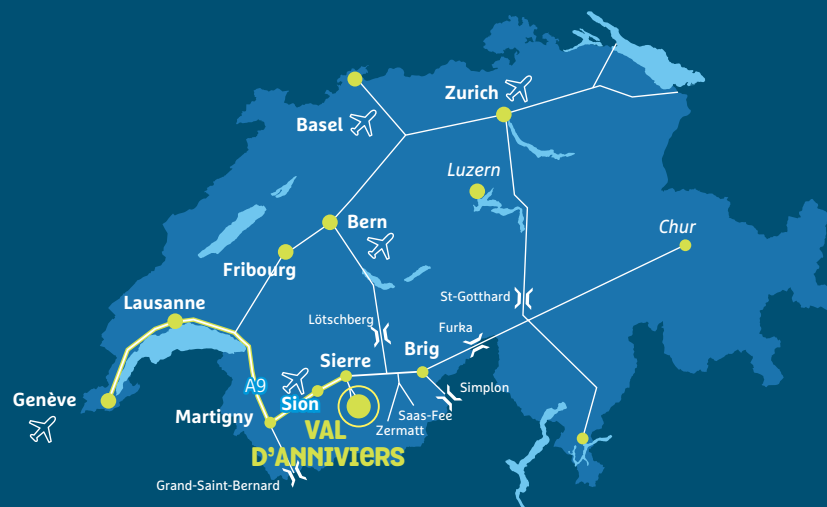 Zurich
Basel
Luzern
Bern
Chur
Fribourg
St-Gotthard
Lausanne
Lötschberg
Furka
Sierre
Brig
A9
Simplon
Genève
Sion
Martigny
Saas-Fee
Zermatt
VAL
D’ANNIVIERS
Grand-Saint-Bernard